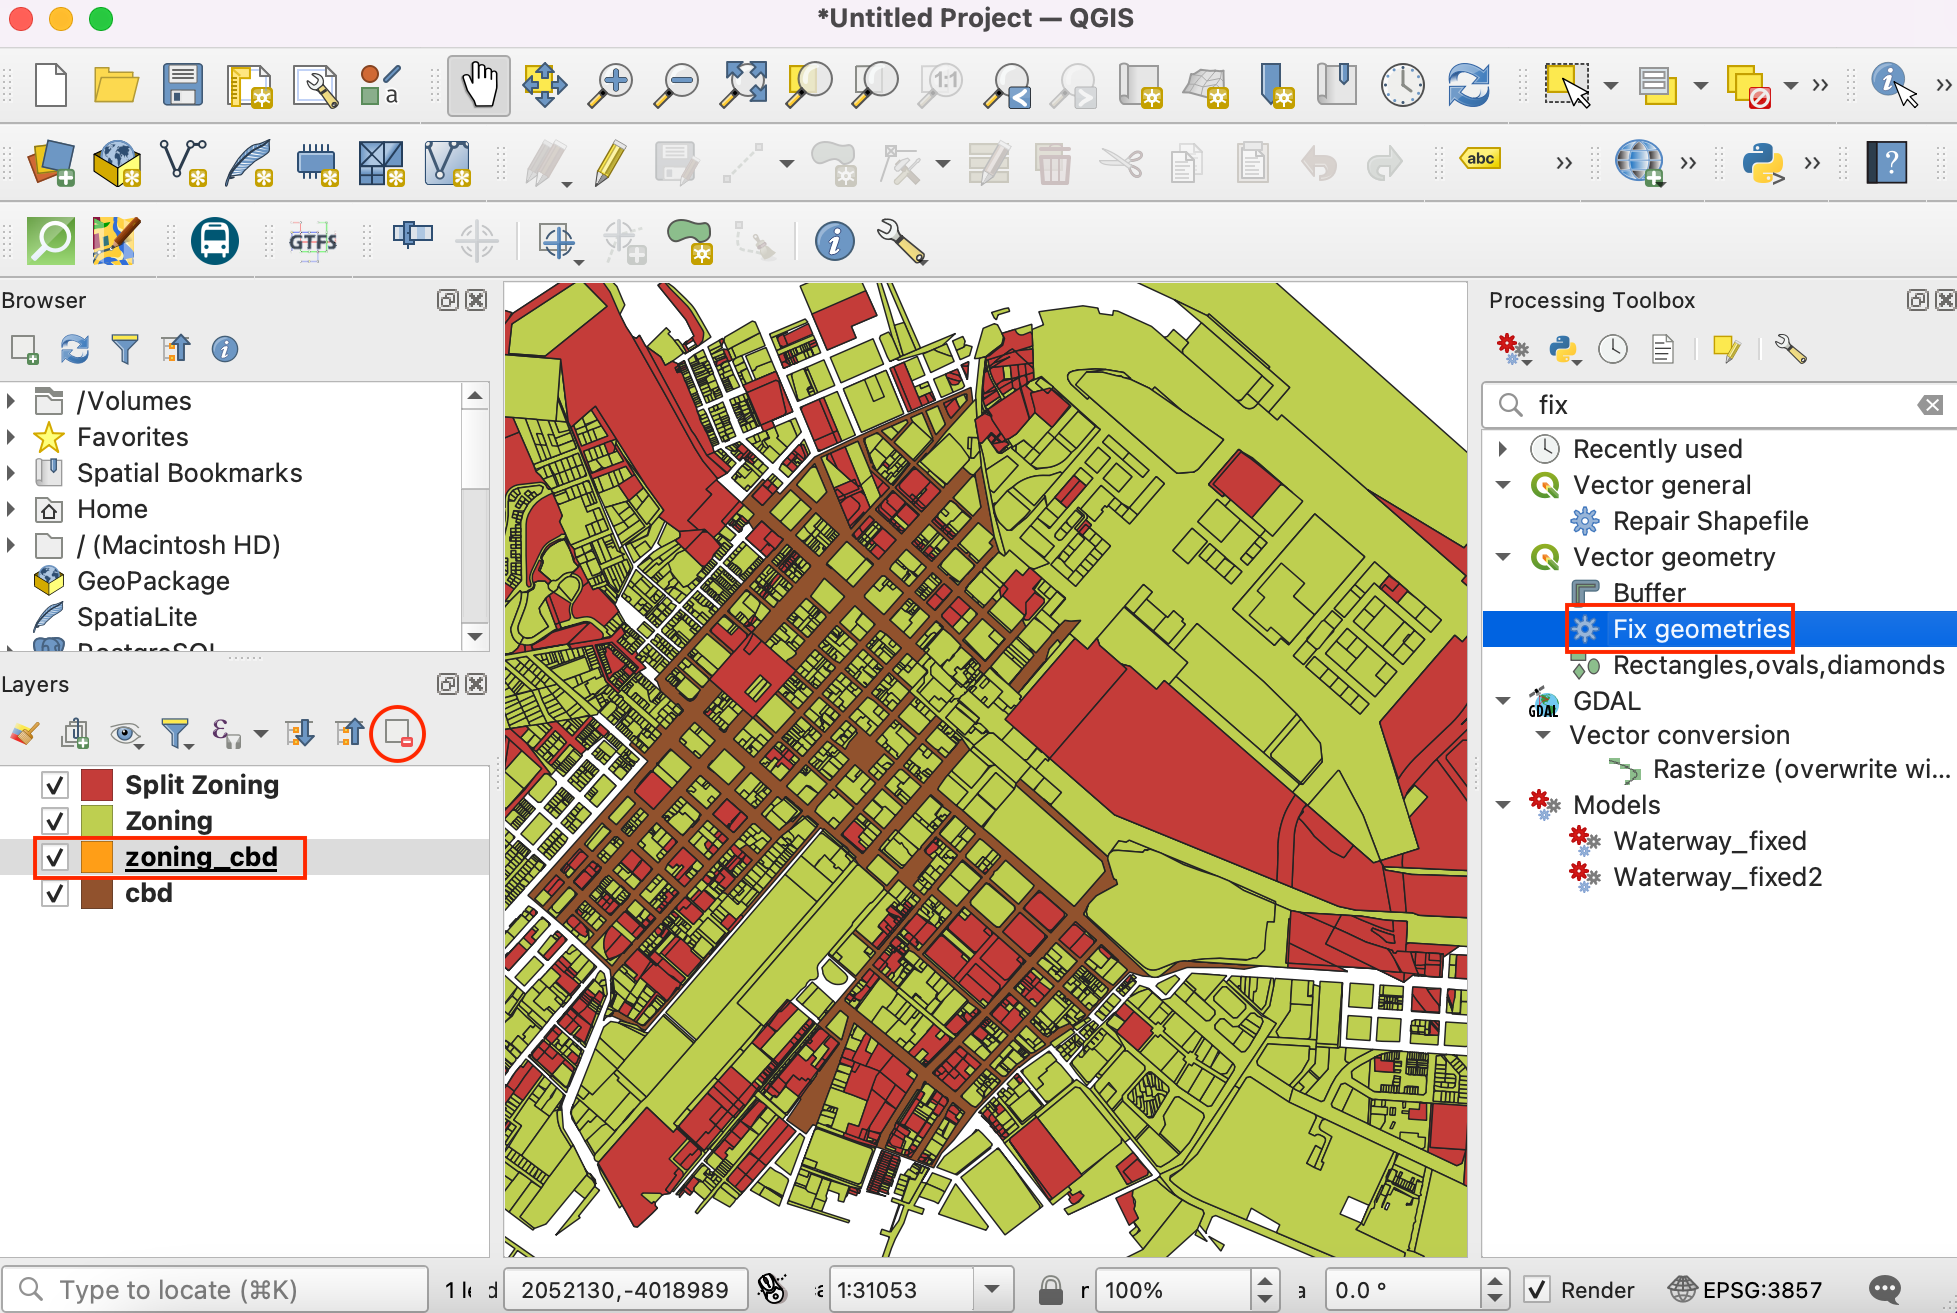 *Untitled Project — QGIS
a
1:1
abc
?
GTFS
Browser
/Volumes
Favorites
Spatial Bookmarks
Home
/ (Macintosh HD)
GeoPackage
SpatiaLite
PostgreSQL
Layers
Split Zoning
Zoning
zoning_cbd
cbd
Processing Toolbox
fix
Recently used
Vector general
Repair Shapefile
Vector geometry
Buffer
Fix geometries
Rectangles,ovals,diamonds
GDAL
GDAL
Vector conversion
Rasterize (overwrite wi...
Models
Waterway_fixed
Waterway_fixed2
Type to locate (⌘K)
2052130,-4018989
1:31053
100%
0.0 °
Render
EPSG:3857